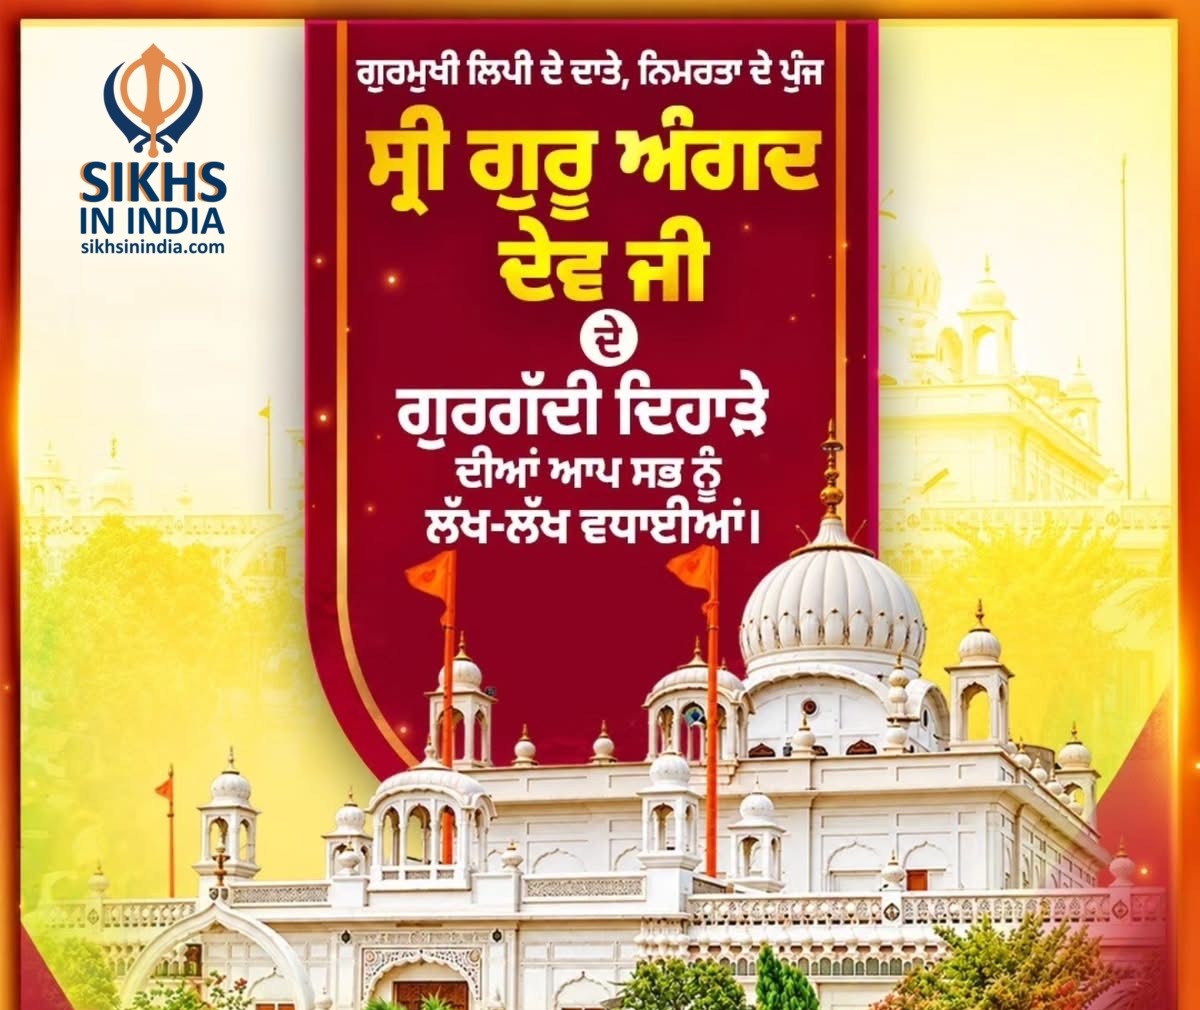 SIKHS
IN INDIA
sikhsinindia.com
ਗੁਰਮੁਖੀ ਲਿਪੀ ਦੇ ਦਾਤੇ, ਨਿਮਰਤਾ ਦੇ ਪੁੰਜ
ਸ੍ਰੀ ਗੁਰੂ ਅੰਗਦ
ਦੇਵ ਜੀ
ਦੇ
ਗੁਰਗੱਦੀ ਦਿਹਾੜੇ
ਦੀਆਂ ਆਪ ਸਭ ਨੂੰ
ਲੱਖ-ਲੱਖ ਵਧਾਈਆਂ।